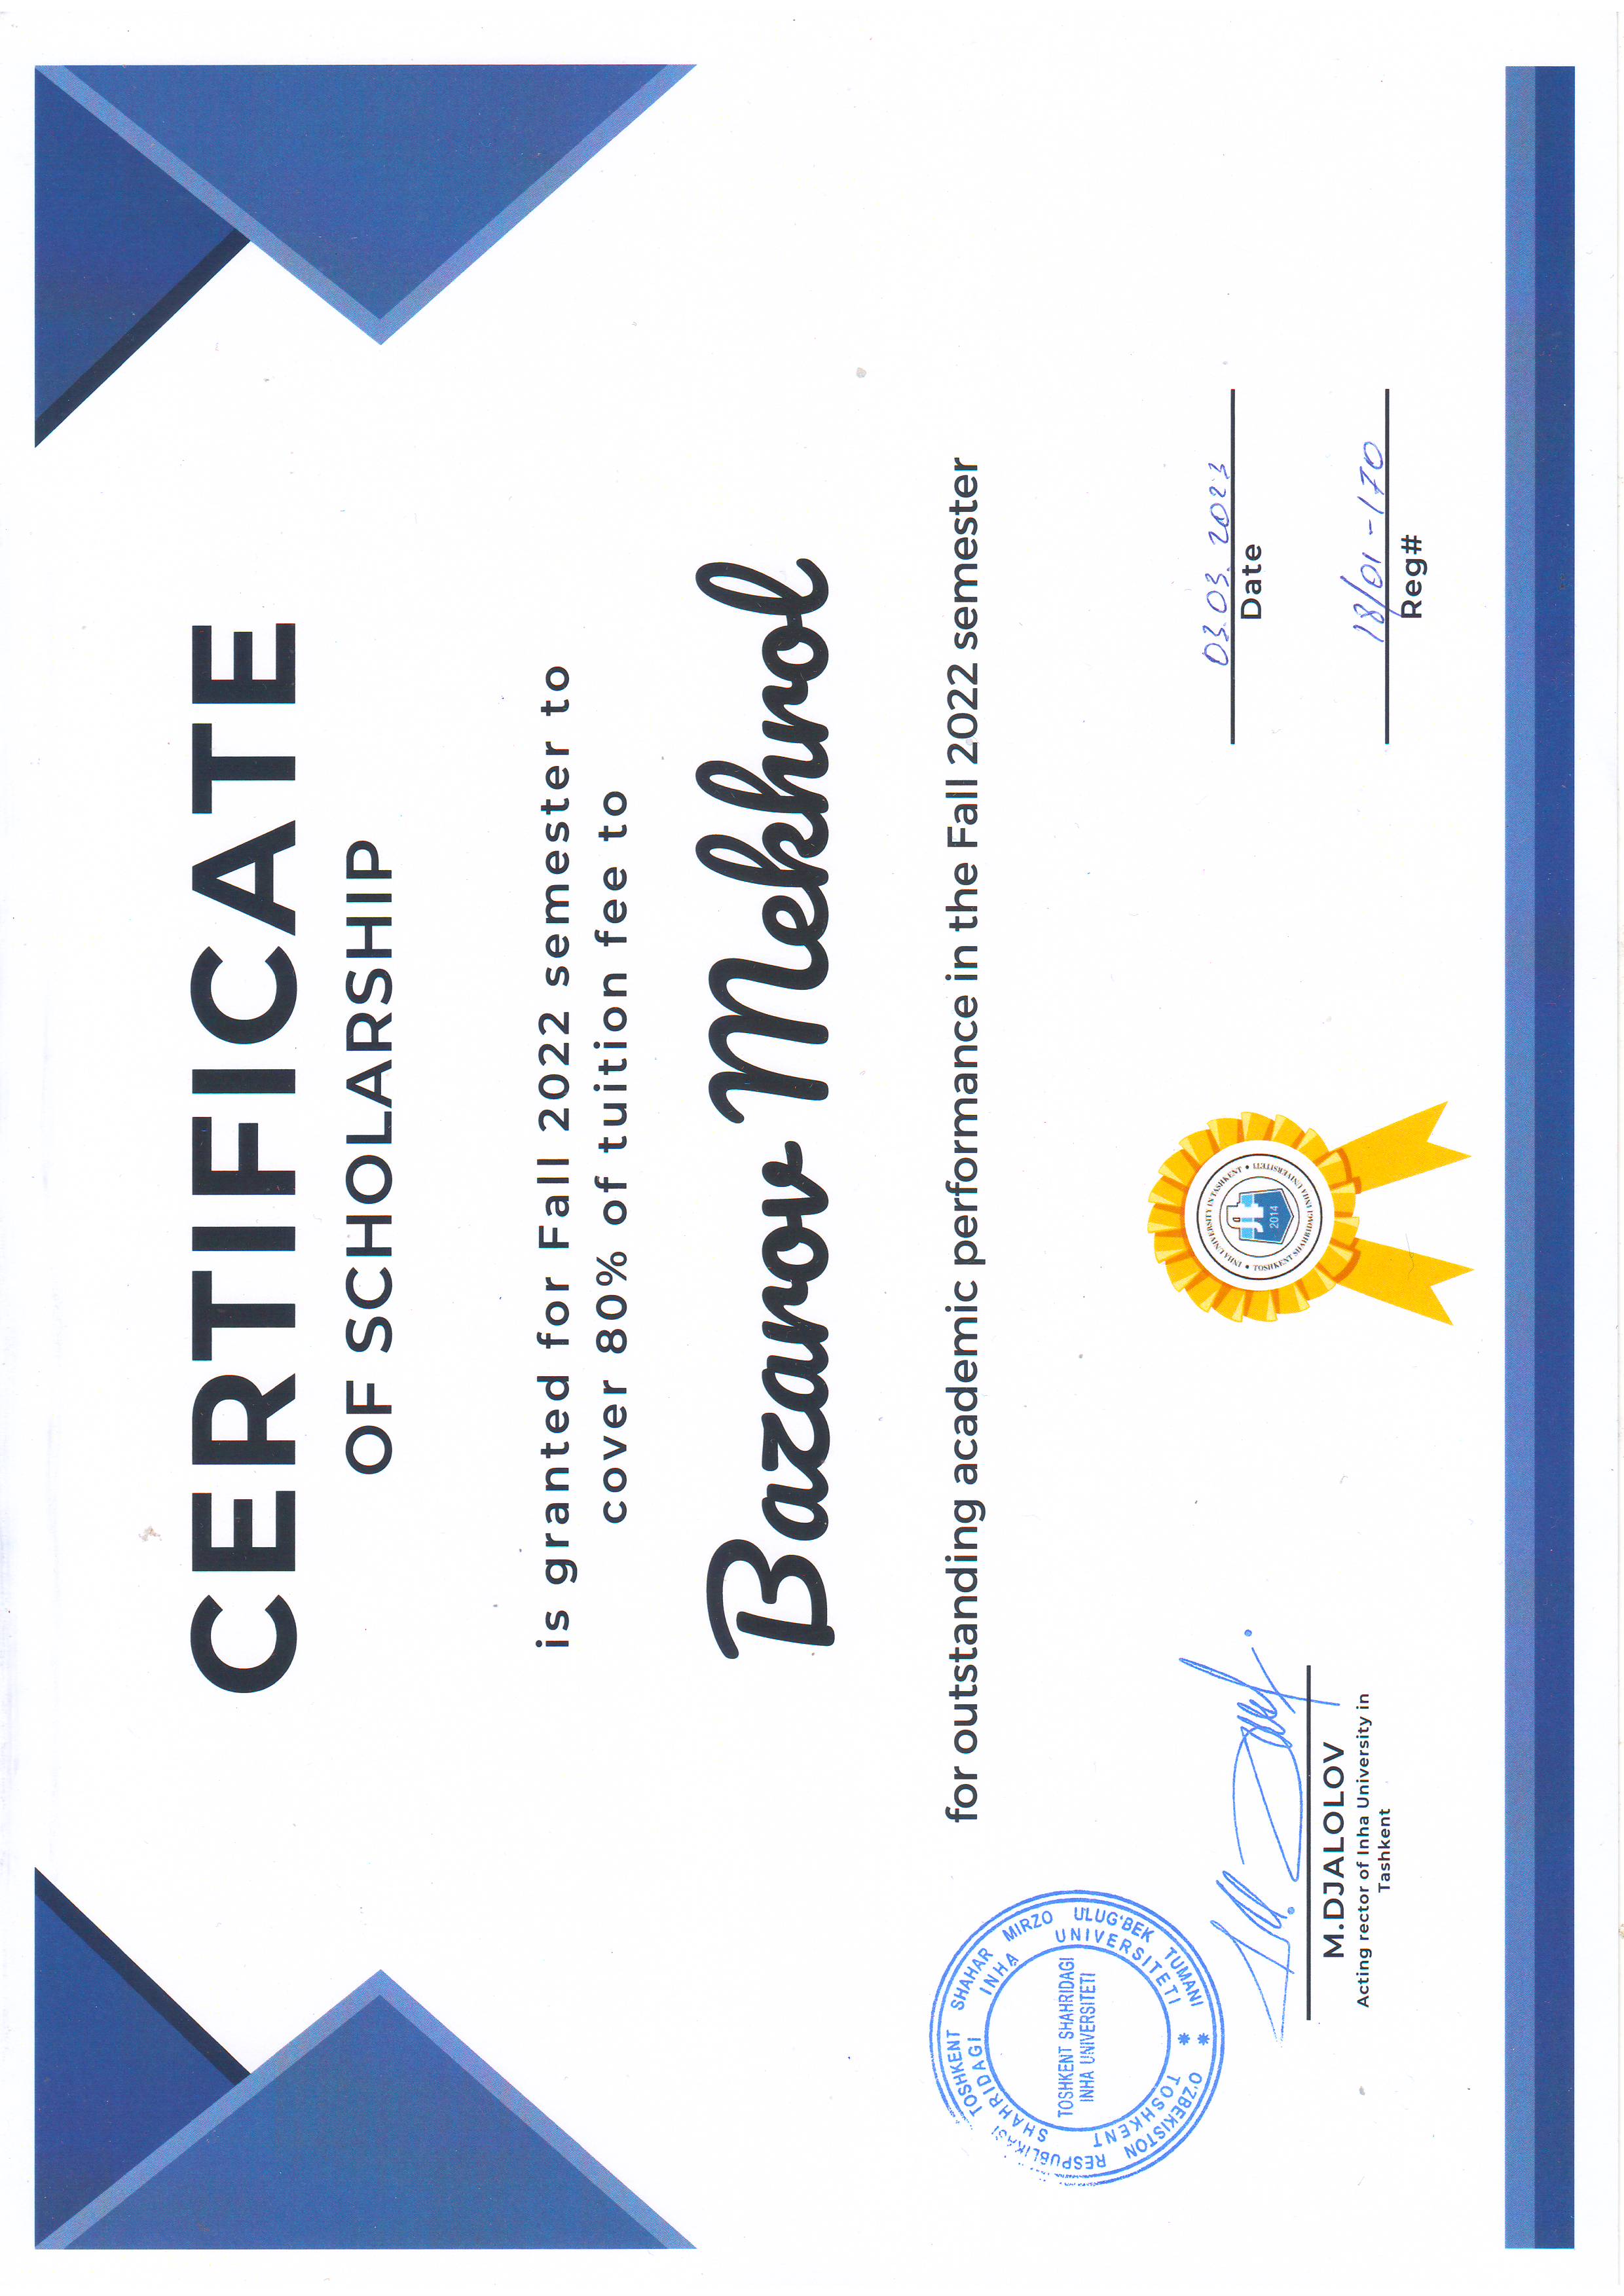 CERTIFICATE
OF SCHOLARSHIP
is granted for Fall 2022 semester to
cover 80% of tuition fee to
Bazarov Mekhrol
for outstanding academic performance in the Fall 2022 semester
O'ZBEKISTON RESPUBLIKASI TOSHKENT SHAHAR MIRZO ULUG'BEK TUMANI
TOSHKENT SHAHRIDAGI INHA UNIVERSITETI
TOSHKENT SHAHRIDAGI
INHA UNIVERSITETI
M.DJALOLOV
Acting rector of Inha University in
Tashkent
INHA UNIVERSITY IN TASHKENT
TOSHKENT SHAHRIDAGI INHA UNIVERSITETI
2014
03.03.2023
Date
18/01-170
Reg#